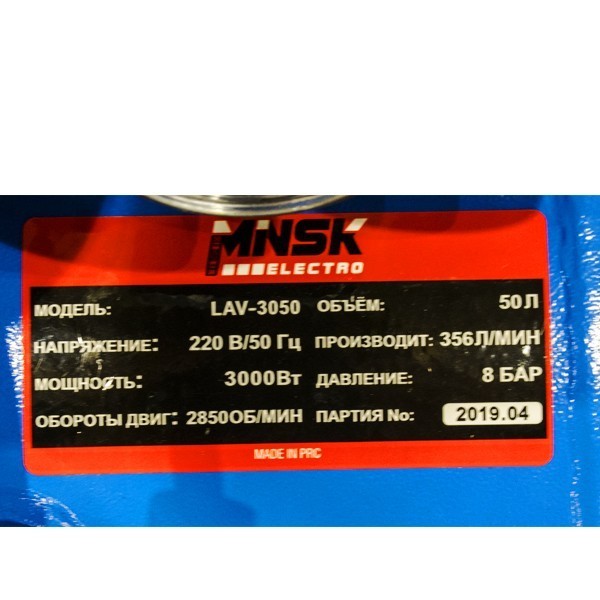 MNSK
ELECTRO
МОДЕЛЬ: LAV-3050 ОБЪЁМ: 50 Л
НАПРЯЖЕНИЕ: 220 В/50 Гц ПРОИЗВОДИТ: 356Л/МИН
МОЩНОСТЬ: 3000Вт ДАВЛЕНИЕ: 8 БАР
ОБОРОТЫ ДВИГ: 2850ОБ/МИН ПАРТИЯ No: 2019.04
MADE IN PRC